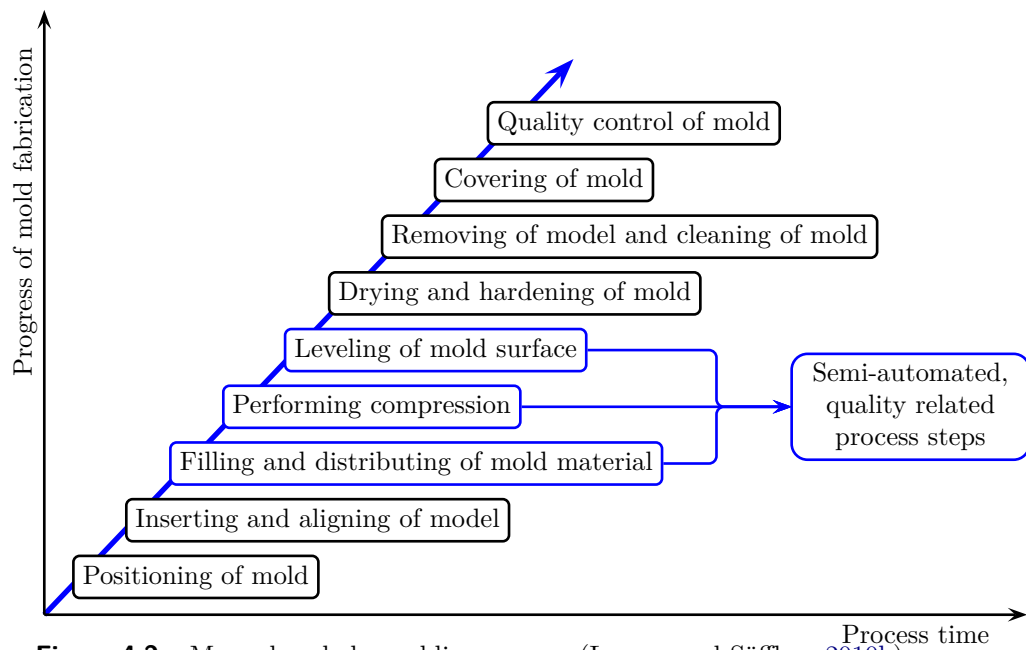 Progress of mold fabrication
Quality control of mold
Covering of mold
Removing of model and cleaning of mold
Drying and hardening of mold
Leveling of mold surface
Performing compression
Filling and distributing of mold material
Inserting and aligning of model
Positioning of mold
Semi-automated,
quality related
process steps
Process time